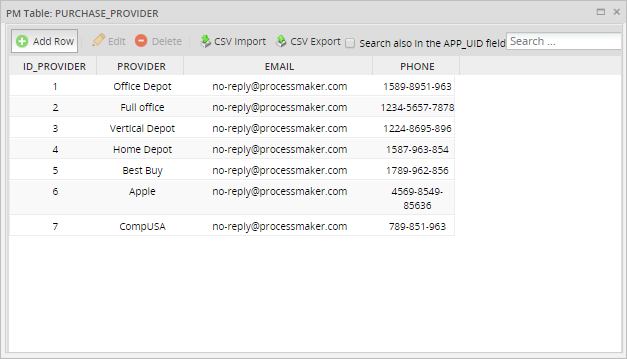 PM Table: PURCHASE_PROVIDER
Add Row Edit Delete CSV Import CSV Export Search also in the APP_UID field Search ...
ID_PROVIDER PROVIDER EMAIL PHONE
1 Office Depot no-reply@processmaker.com 1589-8951-963
2 Full office no-reply@processmaker.com 1234-5657-7878
3 Vertical Depot no-reply@processmaker.com 1224-8695-896
4 Home Depot no-reply@processmaker.com 1587-963-854
5 Best Buy no-reply@processmaker.com 1789-962-856
6 Apple no-reply@processmaker.com 4569-8549-
85636
7 CompUSA no-reply@processmaker.com 789-851-963